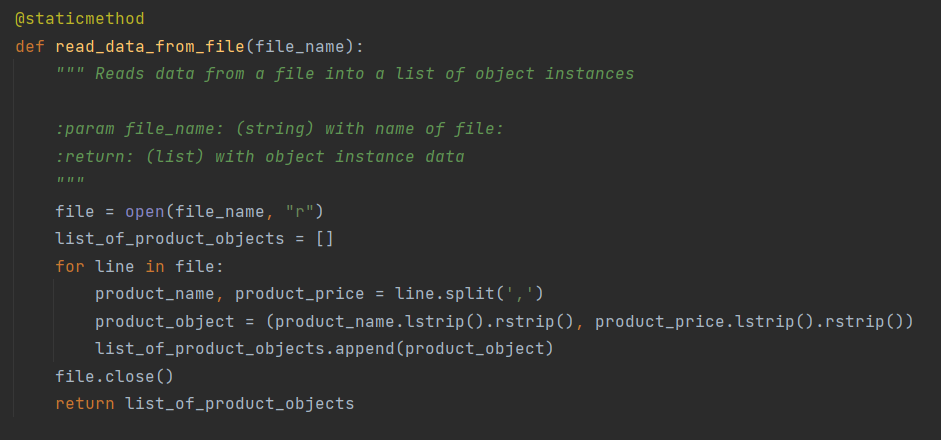 @staticmethod
def read_data_from_file(file_name):
    """ Reads data from a file into a list of object instances

    :param file_name: (string) with name of file:
    :return: (list) with object instance data
    """
    file = open(file_name, "r")
    list_of_product_objects = []
    for line in file:
        product_name, product_price = line.split(',')
        product_object = (product_name.lstrip().rstrip(), product_price.lstrip().rstrip())
        list_of_product_objects.append(product_object)
    file.close()
    return list_of_product_objects